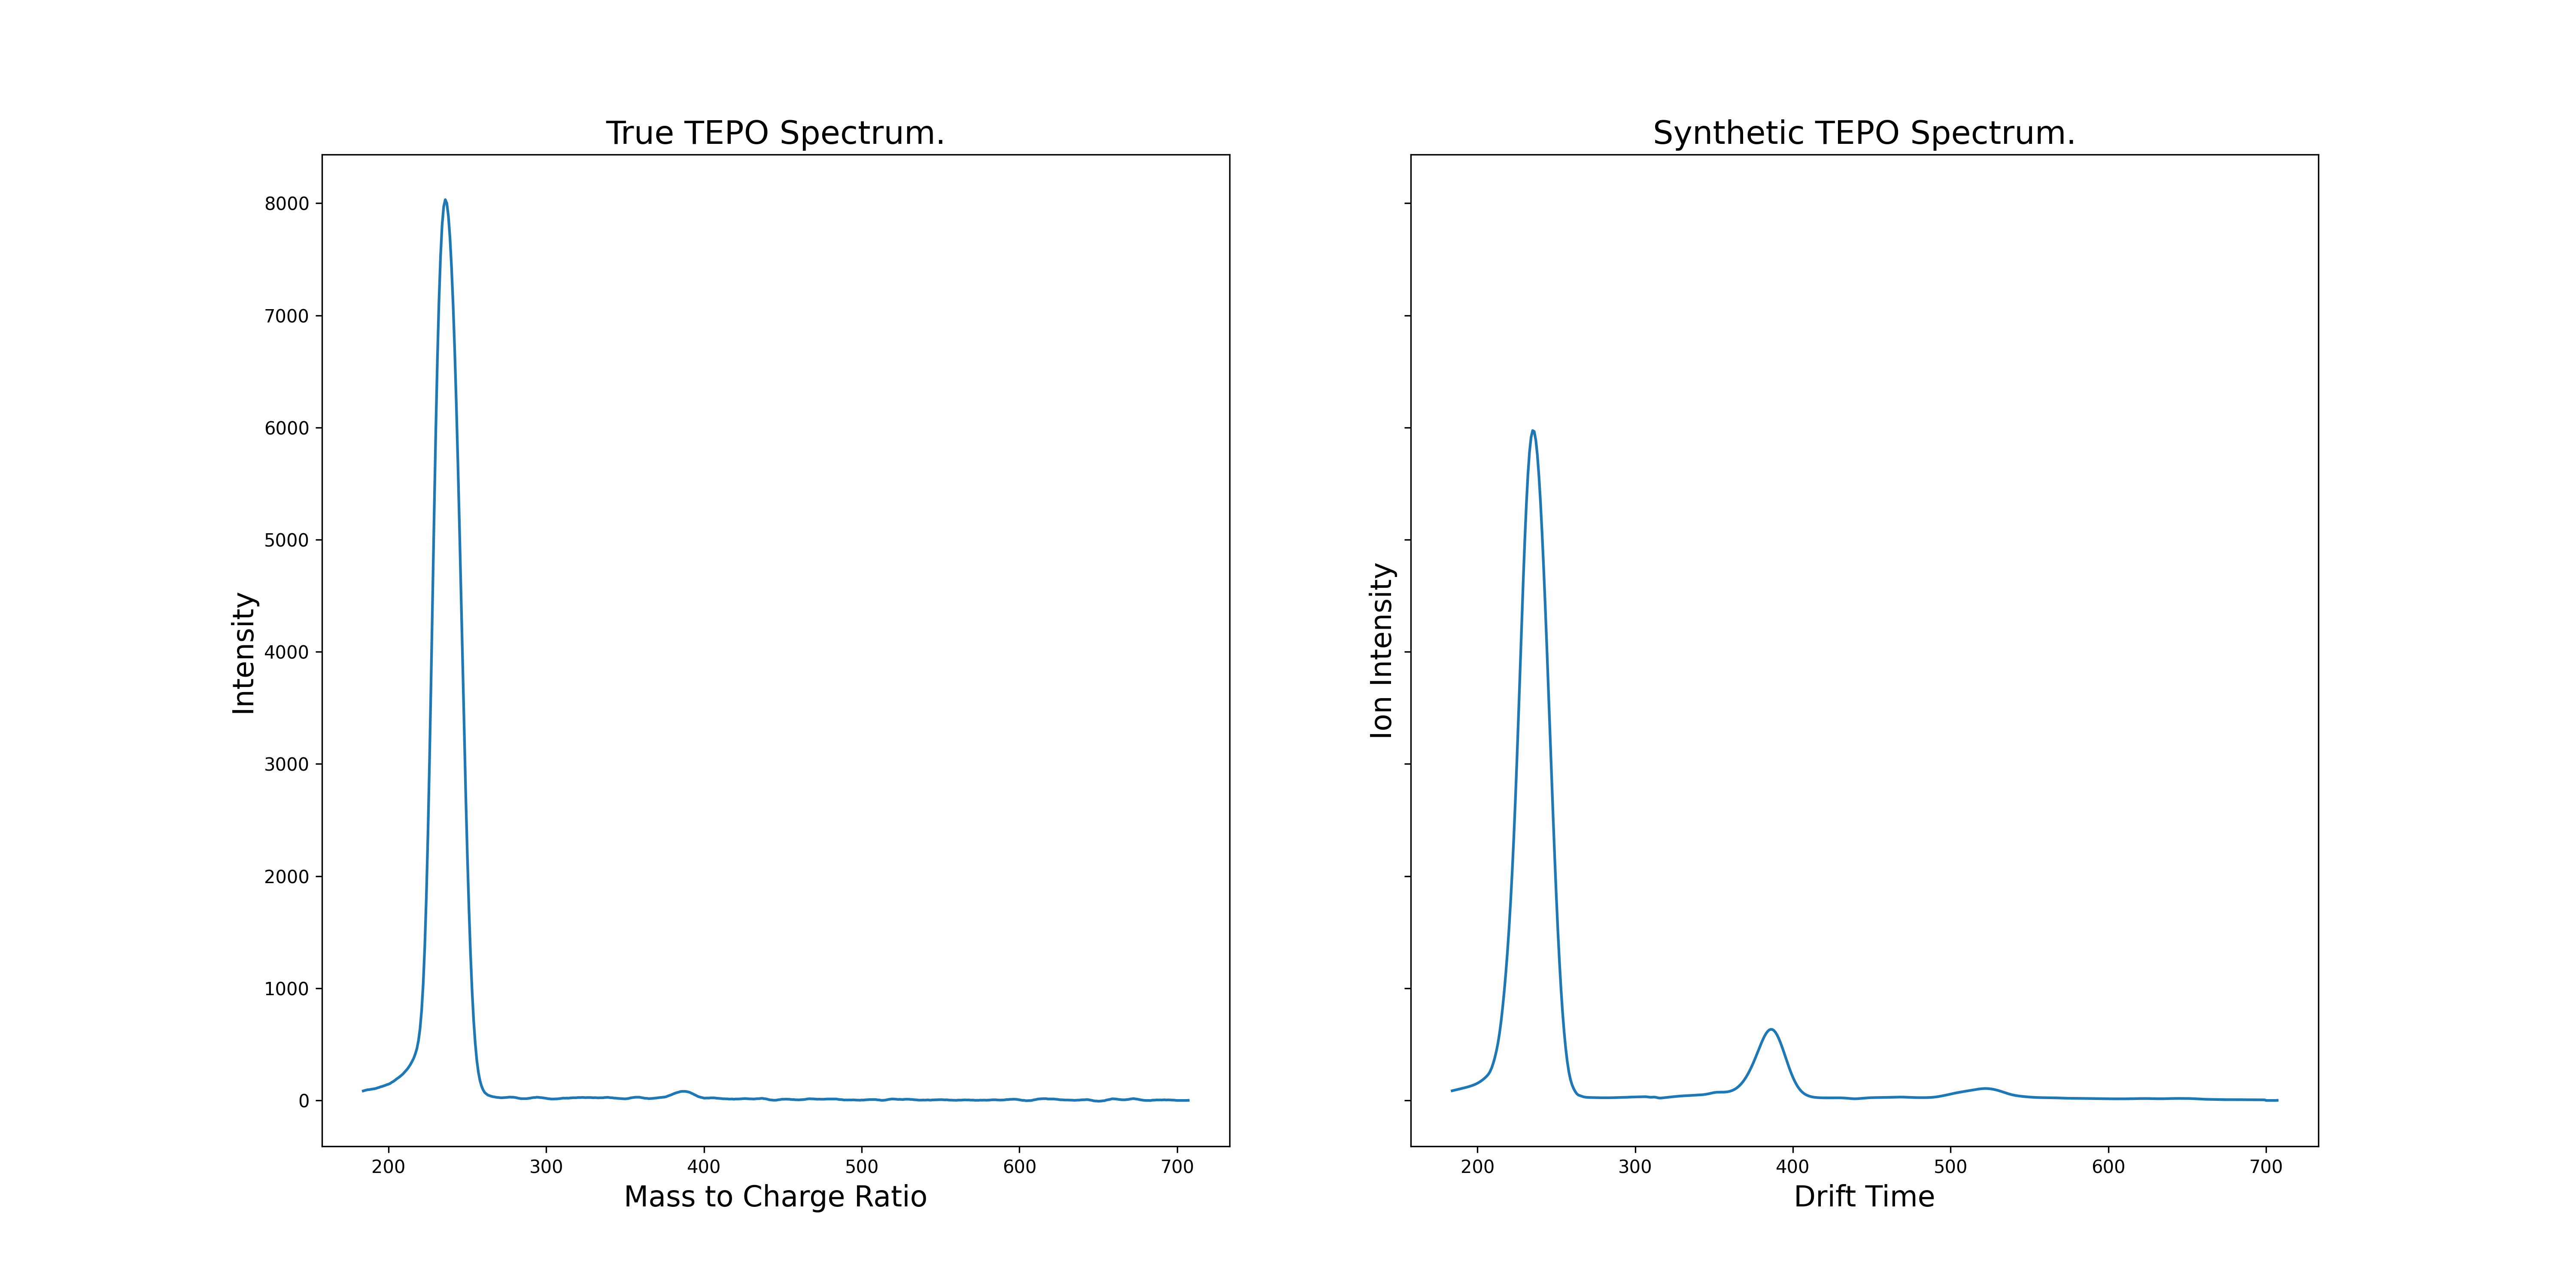 True TEPO Spectrum.
Synthetic TEPO Spectrum.
Intensity
8000
7000
6000
5000
4000
3000
2000
1000
0
200 300 400 500 600 700
Mass to Charge Ratio
Ion Intensity
200 300 400 500 600 700
Drift Time